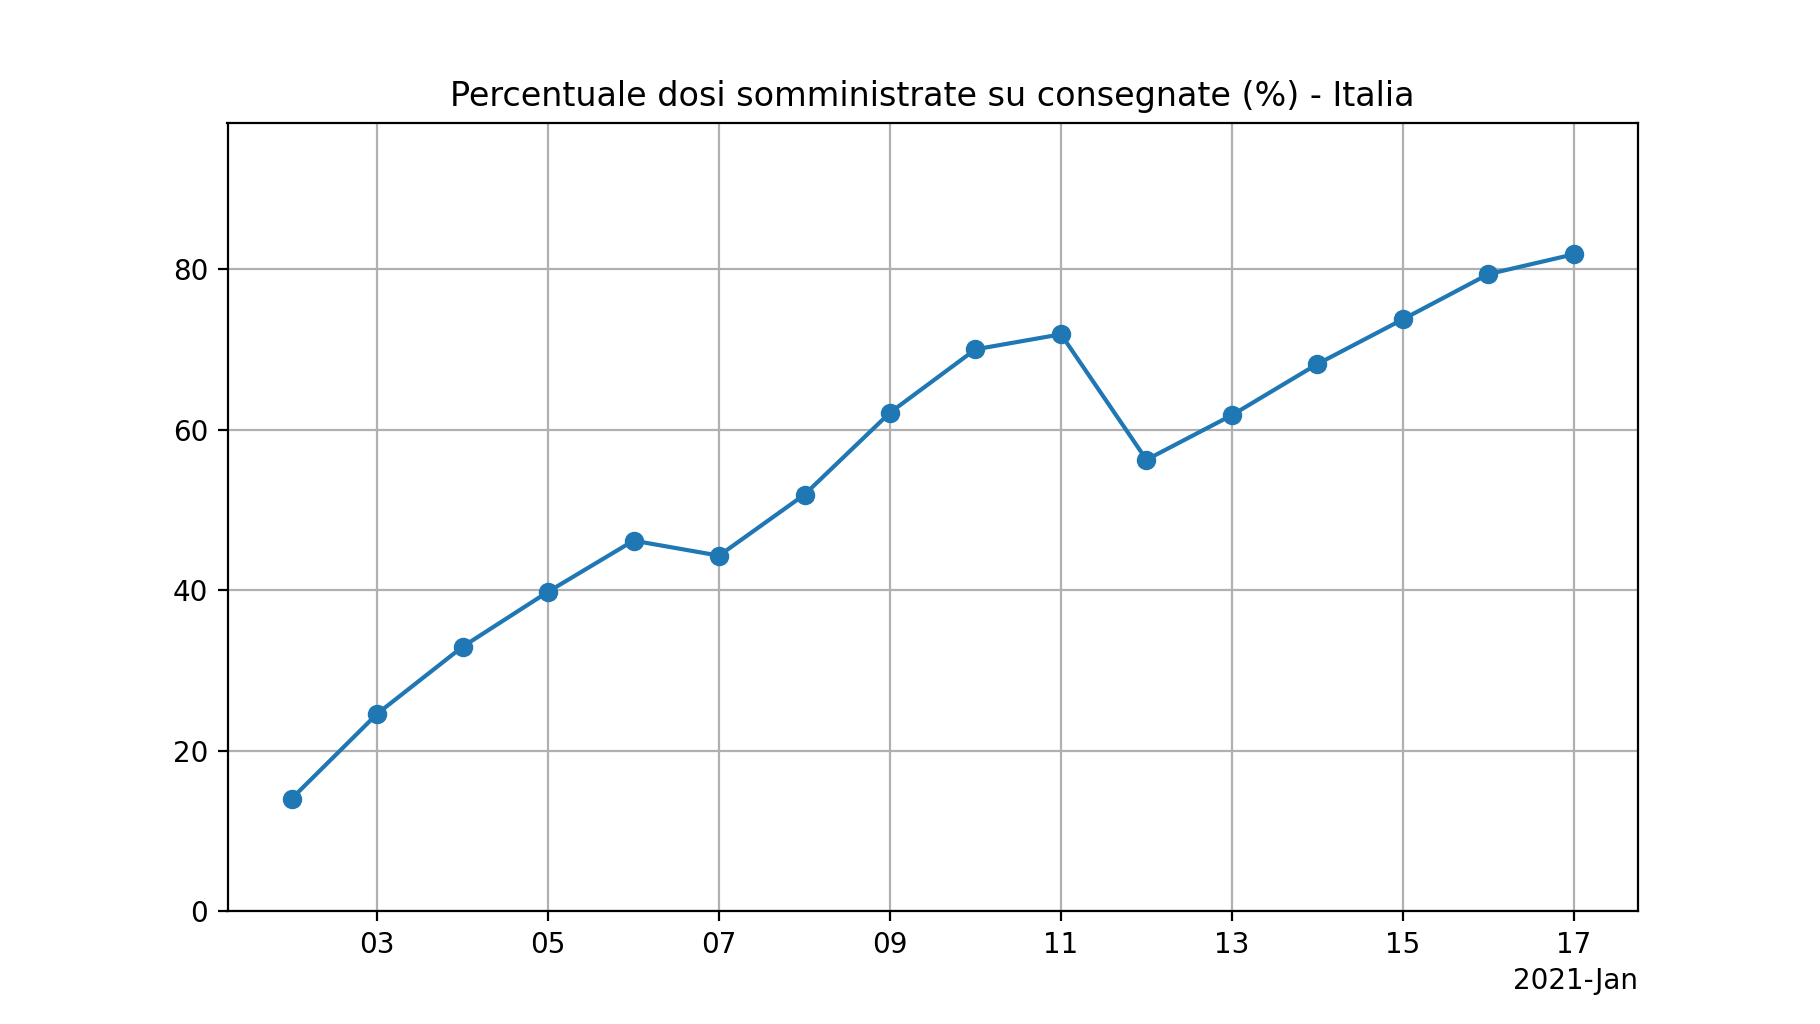 Percentuale dosi somministrate su consegnate (%) - Italia
80
60
40
20
0
03 05 07 09 11 13 15 17
2021-Jan